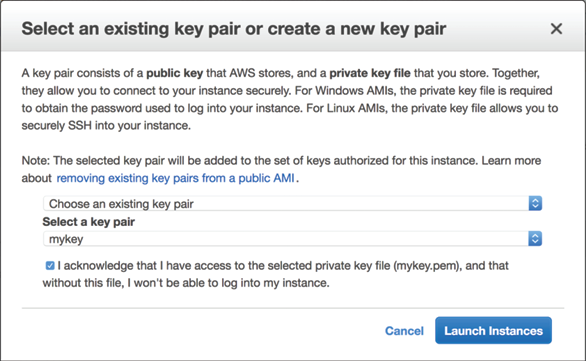 Select an existing key pair or create a new key pair
A key pair consists of a public key that AWS stores, and a private key file that you store. Together,
they allow you to connect to your instance securely. For Windows AMIs, the private key file is required
to obtain the password used to log into your instance. For Linux AMIs, the private key file allows you to
securely SSH into your instance.
Note: The selected key pair will be added to the set of keys authorized for this instance. Learn more
about removing existing key pairs from a public AMI.
Choose an existing key pair
Select a key pair
mykey
I acknowledge that I have access to the selected private key file (mykey.pem), and that
without this file, I won't be able to log into my instance.
Cancel Launch Instances